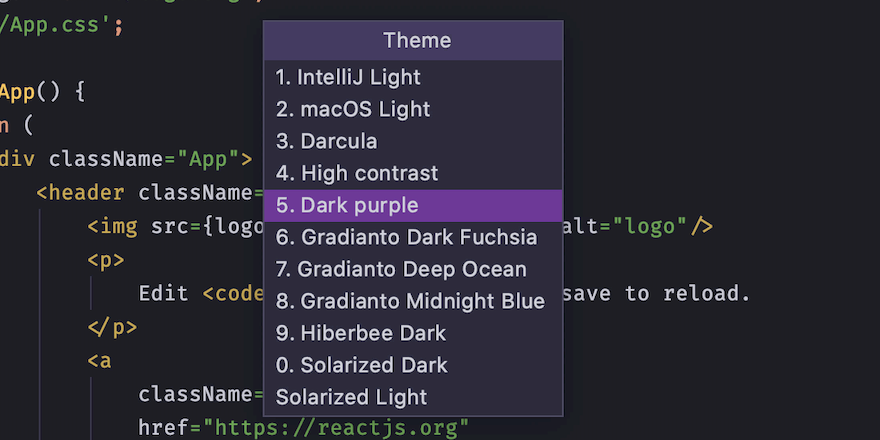 /App.css';
Theme
1. IntelliJ Light
2. macOS Light
3. Darcula
4. High contrast
5. Dark purple
6. Gradianto Dark Fuchsia
7. Gradianto Deep Ocean
8. Gradianto Midnight Blue
9. Hiberbee Dark
0. Solarized Dark
Solarized Light
App() {
n (
div className="App">
<header className=
<img src={logo alt="logo"/>
<p>
Edit <code save to reload.
</p>
<a
className=
href="https://reactjs.org"